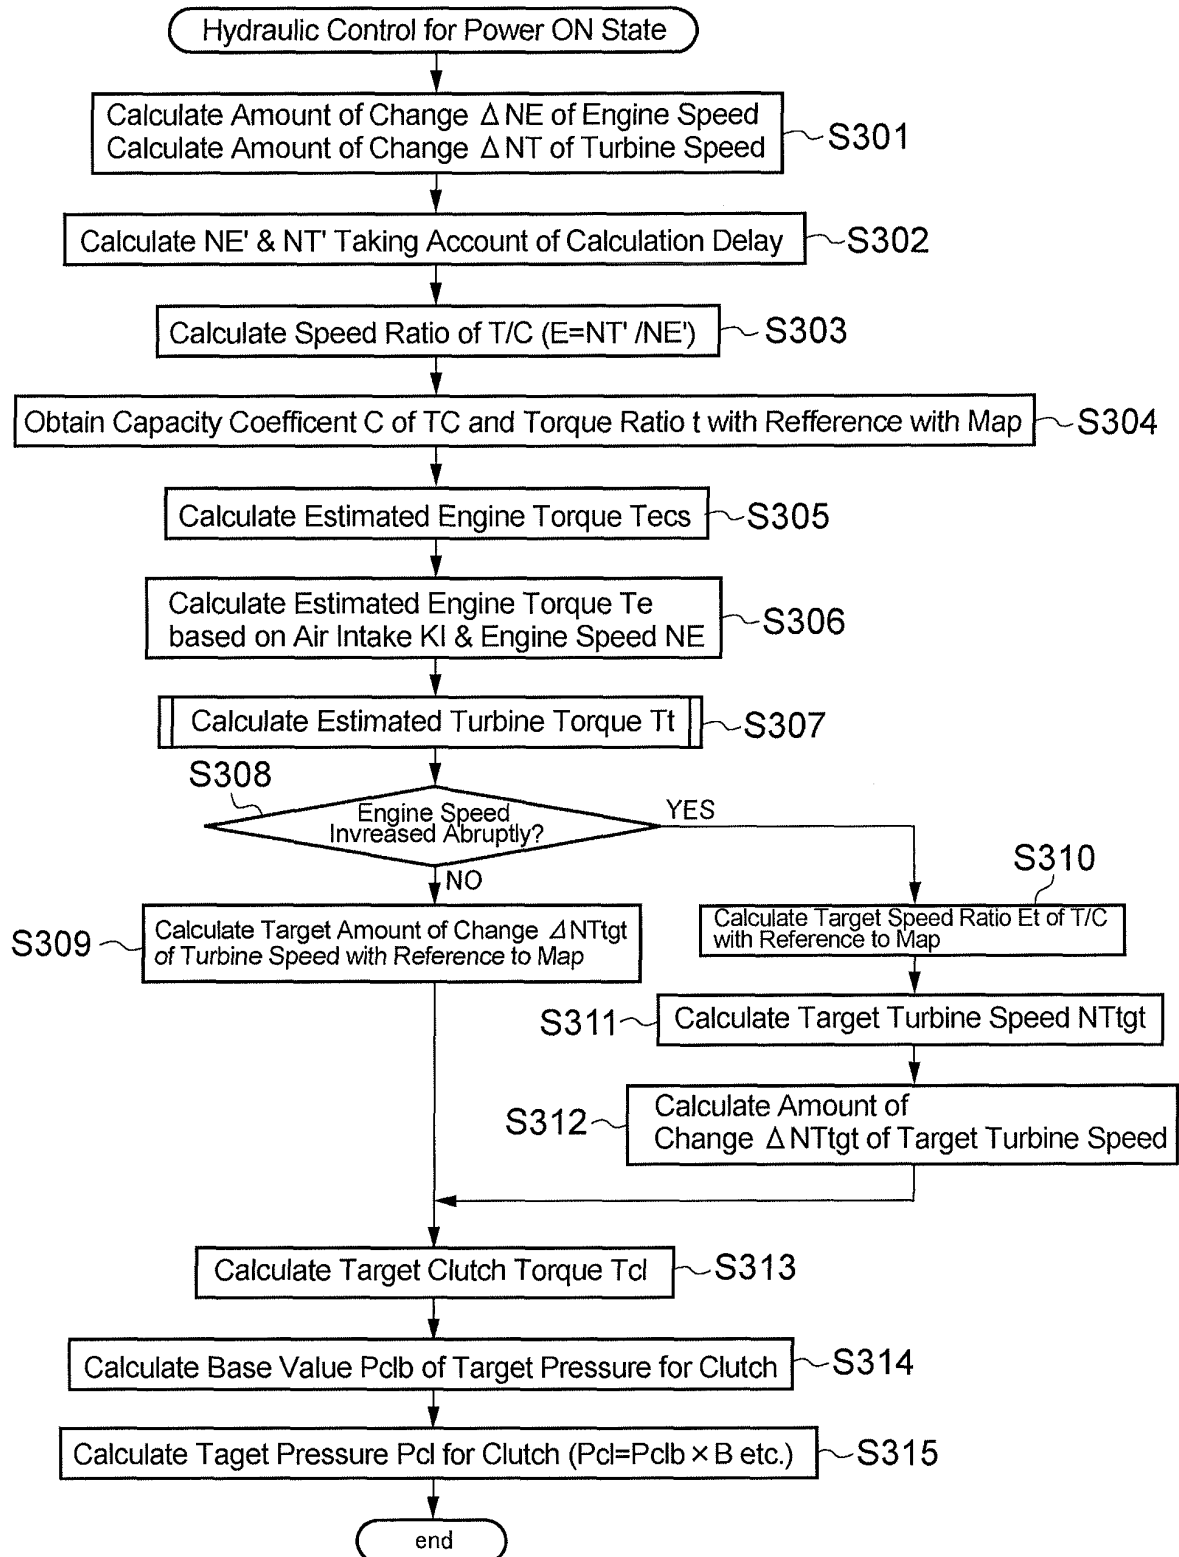 Hydraulic Control for Power ON State
Calculate Amount of Change Δ NE of Engine Speed
Calculate Amount of Change Δ NT of Turbine Speed
S301
Calculate NE' & NT' Taking Account of Calculation Delay
S302
Calculate Speed Ratio of T/C (E=NT' /NE')
S303
Obtain Capacity Coefficent C of TC and Torque Ratio t with Refference with Map
S304
Calculate Estimated Engine Torque Tecs
S305
Calculate Estimated Engine Torque Te
based on Air Intake Kl & Engine Speed NE
S306
Calculate Estimated Turbine Torque Tt
S307
S308
Engine Speed
Invreased Abruptly?
YES
NO
S309
Calculate Target Amount of Change ΔNTtgt
of Turbine Speed with Reference to Map
S310
Calculate Target Speed Ratio Et of T/C
with Reference to Map
S311
Calculate Target Turbine Speed NTtgt
S312
Calculate Amount of
Change ΔNTtgt of Target Turbine Speed
Calculate Target Clutch Torque Tcl
S313
Calculate Base Value Pclb of Target Pressure for Clutch
S314
Calculate Taget Pressure Pcl for Clutch (Pcl=Pclb × B etc.)
S315
end